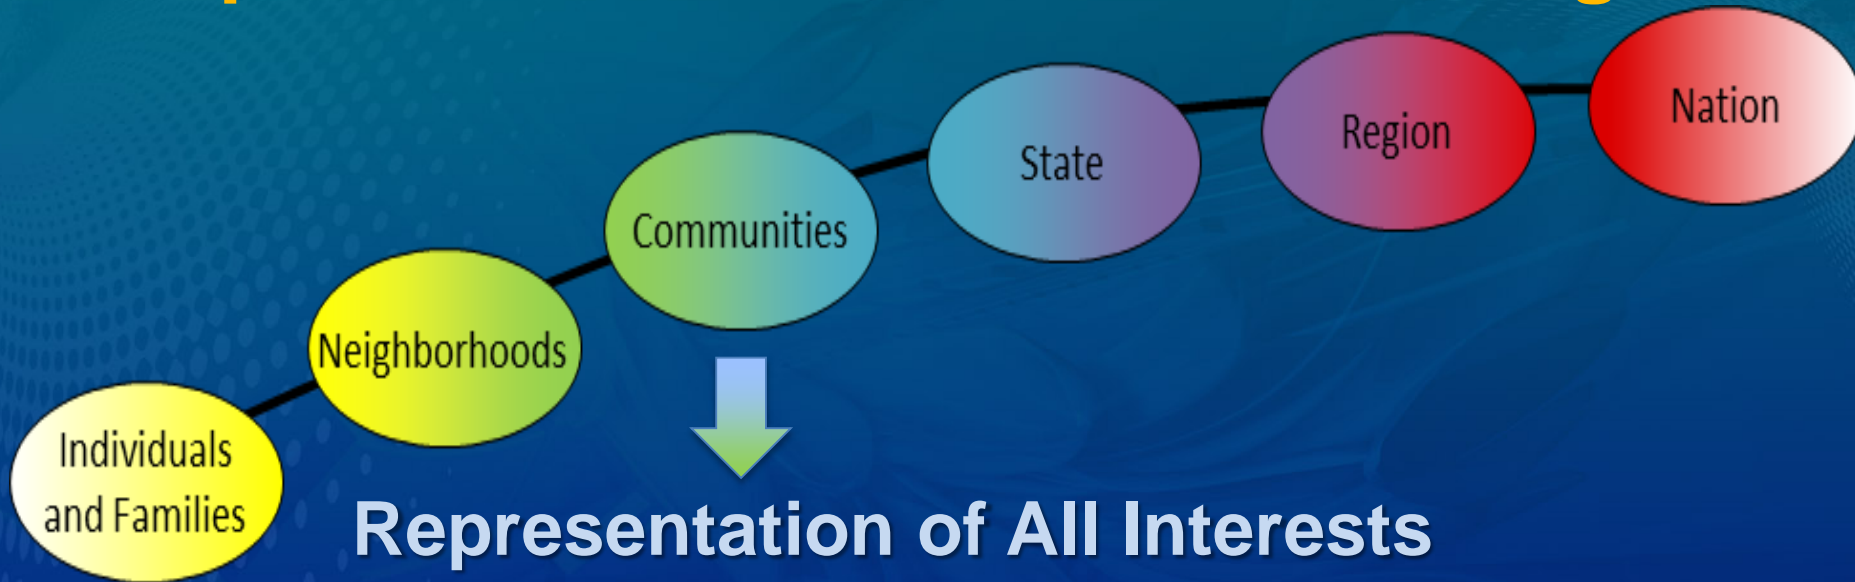 Nation
Region
State
Communities
Neighborhoods
Individuals
and Families
Representation of All Interests